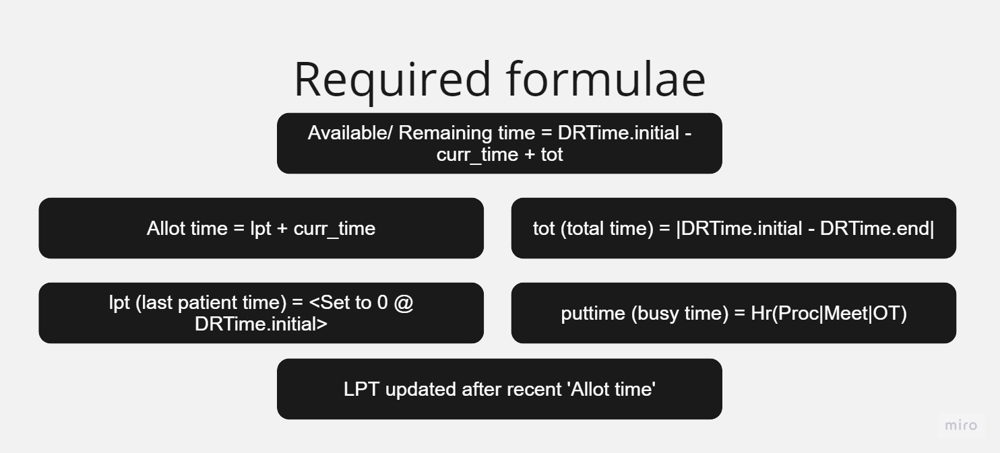 Required formulae
Available/ Remaining time = DRTime.initial -
curr_time + tot
Allot time = lpt + curr_time
tot (total time) = |DRTime.initial - DRTime.end|
lpt (last patient time) = <Set to 0 @
DRTime.initial>
puttime (busy time) = Hr(Proc|Meet|OT)
LPT updated after recent 'Allot time'
miro